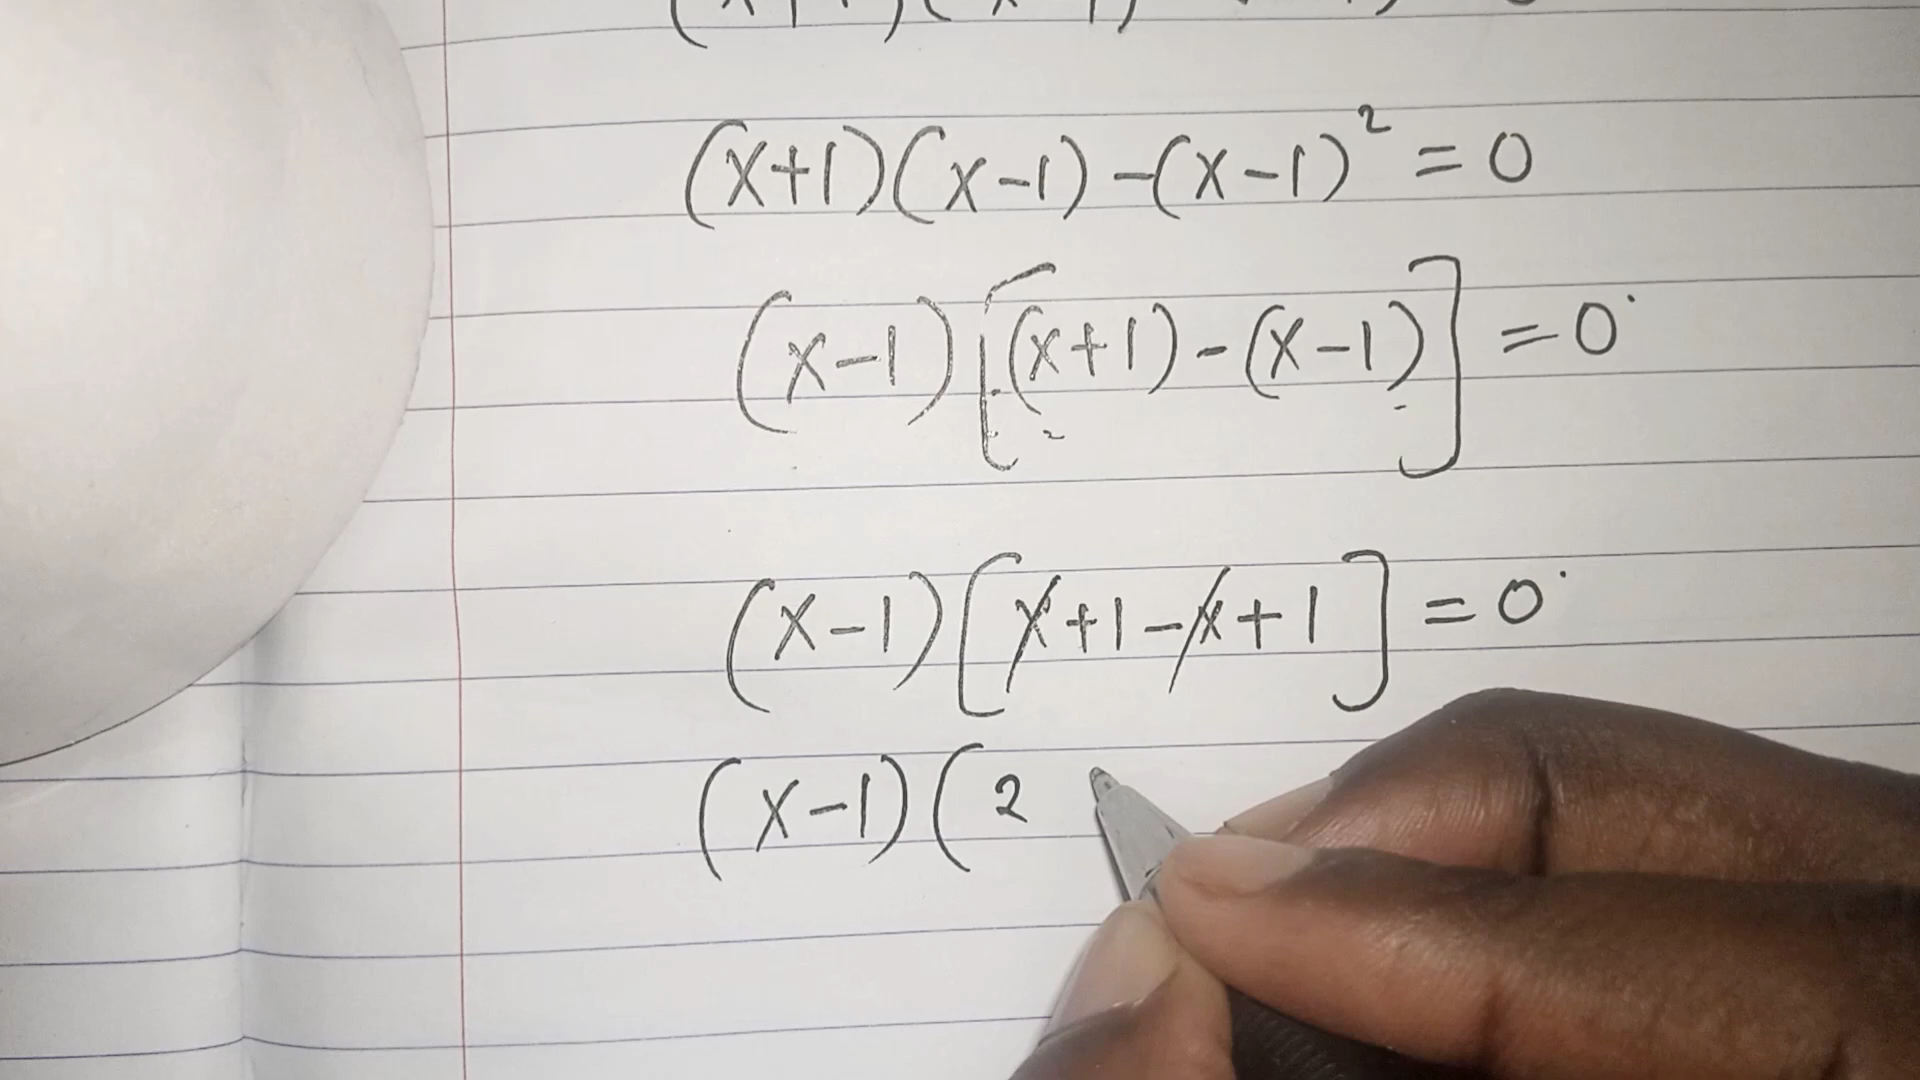 (x+1)(x-1)-(x-1)² = 0
(x-1)[(x+1)-(x-1)] = 0
(x-1)[x+1-x+1] = 0
(x-1)(2